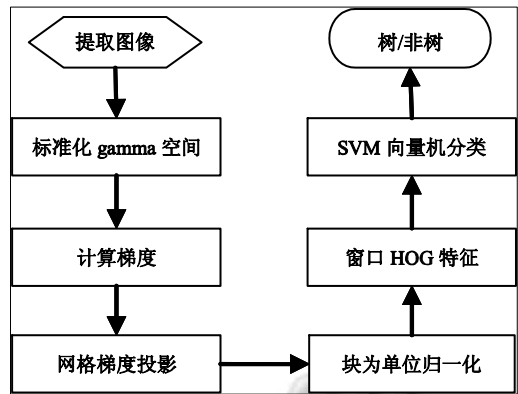 提取图像
标准化 gamma 空间
计算梯度
网格梯度投影
块为单位归一化
窗口 HOG 特征
SVM 向量机分类
树/非树